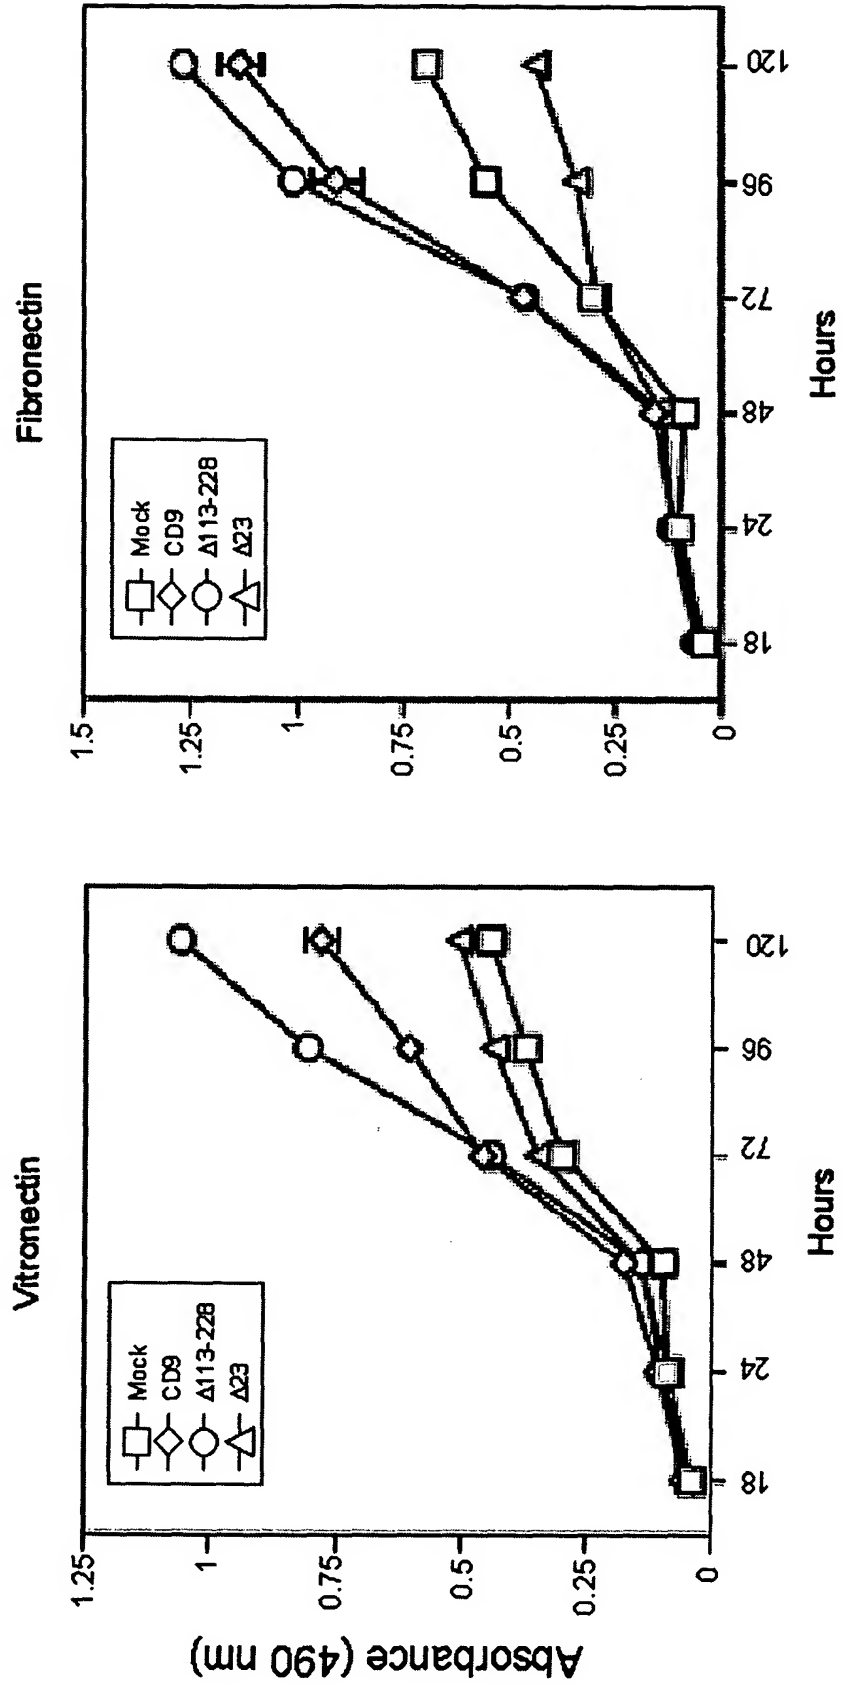 Vitronectin
Absorbance (490 nm)
1.25
1
0.75
0.5
0.25
0
Mock
CD9
Δ113-228
Δ23
18
24
48
72
96
120
Hours
Fibronectin
1.5
1.25
1
0.75
0.5
0.25
0
Mock
CD9
Δ113-228
Δ23
18
24
48
72
96
120
Hours